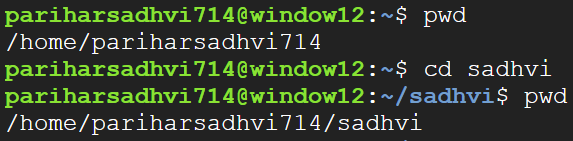 pariharsadhvi714@window12:~$ pwd
/home/pariharsadhvi714
pariharsadhvi714@window12:~$ cd sadhvi
pariharsadhvi714@window12:~/sadhvi$ pwd
/home/pariharsadhvi714/sadhvi